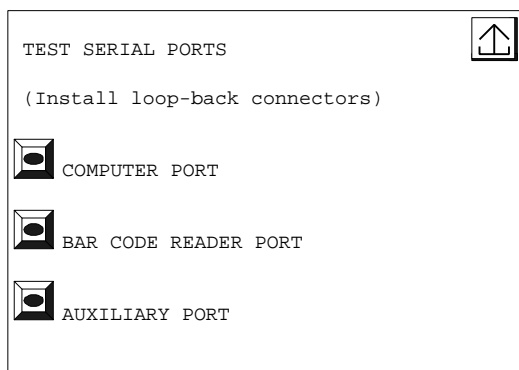 TEST SERIAL PORTS
(Install loop-back connectors)
COMPUTER PORT
BAR CODE READER PORT
AUXILIARY PORT